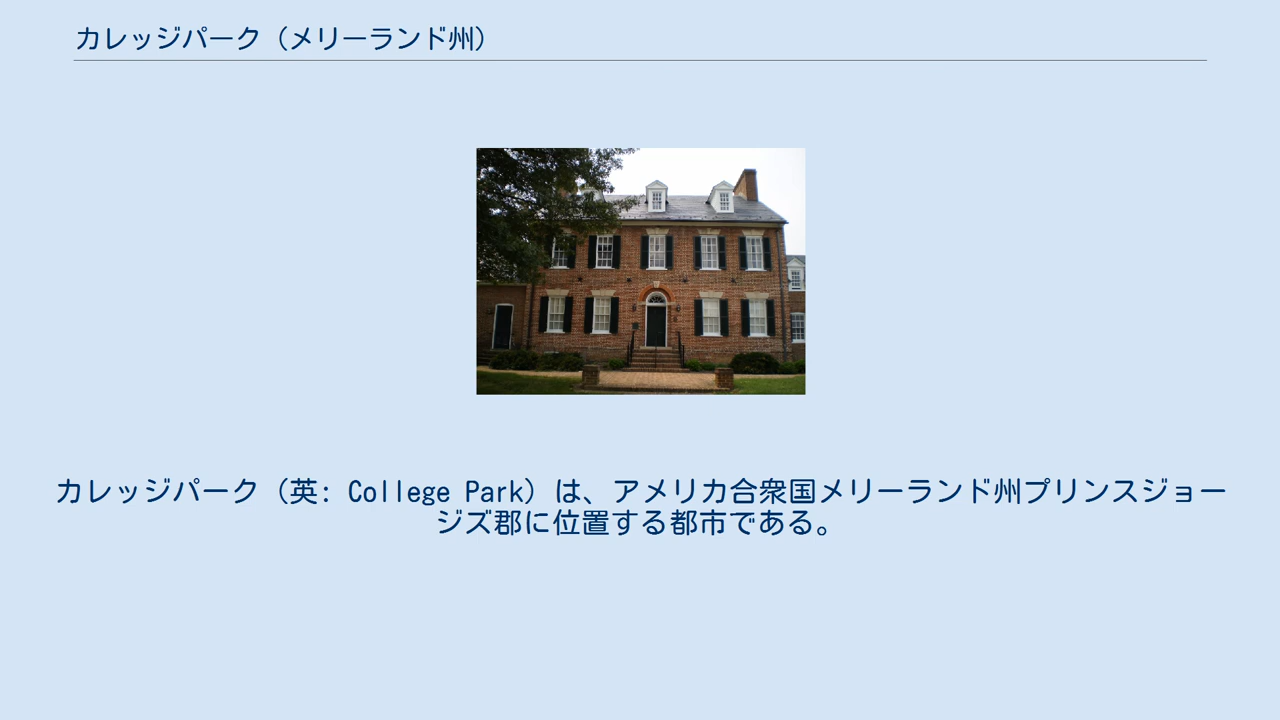 カレッジパーク（メリーランド州）
カレッジパーク（英: College Park）は、アメリカ合衆国メリーランド州プリンスジョー
ジズ郡に位置する都市である。